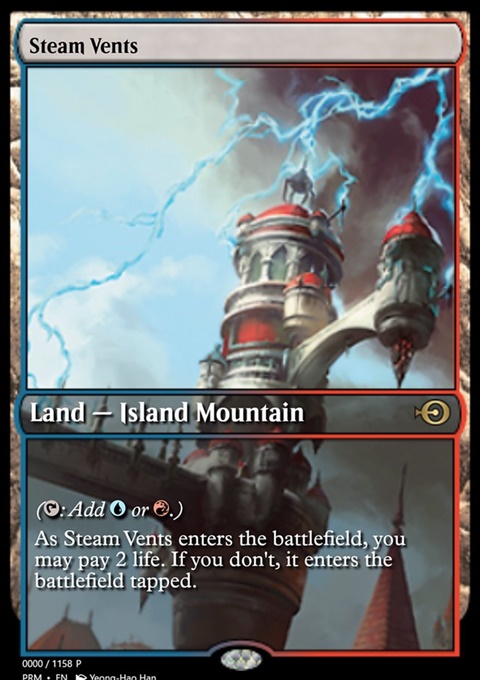 Steam Vents
Land — Island Mountain
(: Add or .)
As Steam Vents enters the battlefield, you
may pay 2 life. If you don't, it enters the
battlefield tapped.
0000 / 1158 P
PRM • EN Yeong-Hao Han